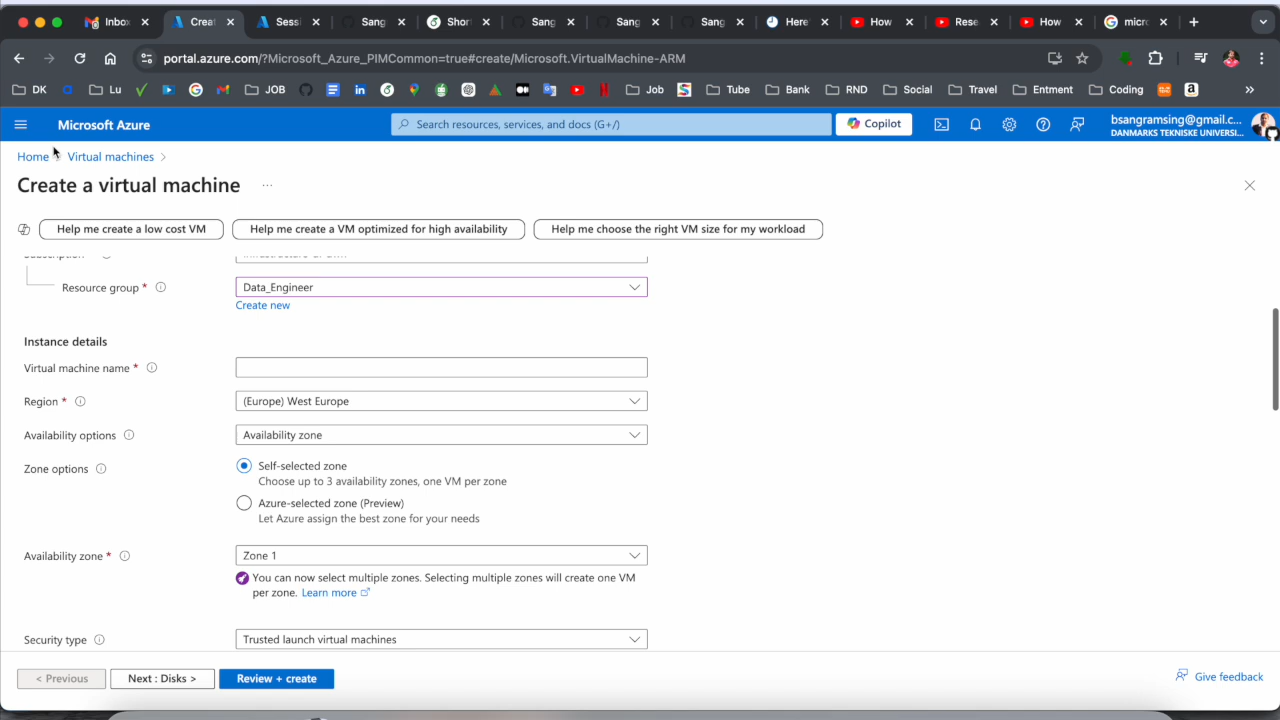 Inbo
Creat
Sessi
Sang
Short
Sang
Sang
Sang
Here'
How
Rese
How
micro
portal.azure.com/?Microsoft_Azure_PIMCommon=true#create/Microsoft.VirtualMachine-ARM
DK
Lu
JOB
Job
Tube
Bank
RND
Social
Travel
Entment
Coding
Microsoft Azure
Search resources, services, and docs (G+/)
Copilot
bsangramsing@gmail.c...
DANMARKS TEKNISKE UNIVERSI...
Home
Virtual machines
Create a virtual machine
Help me create a low cost VM
Help me create a VM optimized for high availability
Help me choose the right VM size for my workload
Subscription
Resource group *
Data_Engineer
Create new
Instance details
Virtual machine name *
Region *
(Europe) West Europe
Availability options
Availability zone
Zone options
Self-selected zone
Choose up to 3 availability zones, one VM per zone
Azure-selected zone (Preview)
Let Azure assign the best zone for your needs
Availability zone *
Zone 1
You can now select multiple zones. Selecting multiple zones will create one VM
per zone. Learn more
Security type
Trusted launch virtual machines
< Previous
Next : Disks >
Review + create
Give feedback